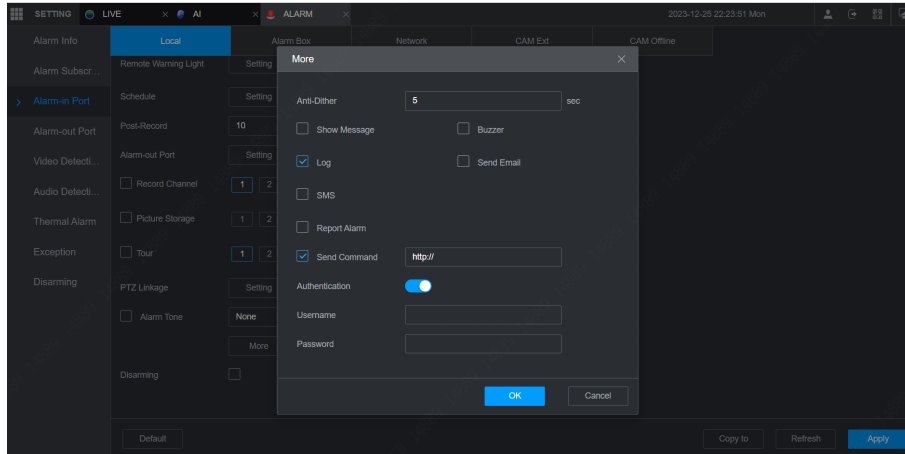 SETTING LIVE AI ALARM 2023-12-25 22:23:51 Mon
Alarm Info
Alarm Subscr...
Alarm-in Port
Alarm-out Port
Video Detecti...
Audio Detecti...
Thermal Alarm
Exception
Disarming
Local Alarm Box Network CAM Ext CAM Offline
Remote Warning Light Setting
Schedule Setting
Post-Record 10
Alarm-out Port Setting
Record Channel 1 2
Picture Storage 1 2
Tour 1 2
PTZ Linkage Setting
Alarm Tone None
More
Disarming
More
Anti-Dither 5 sec
Show Message Buzzer
Log Send Email
SMS
Report Alarm
Send Command http://
Authentication
Username
Password
OK Cancel
Default Copy to Refresh Apply